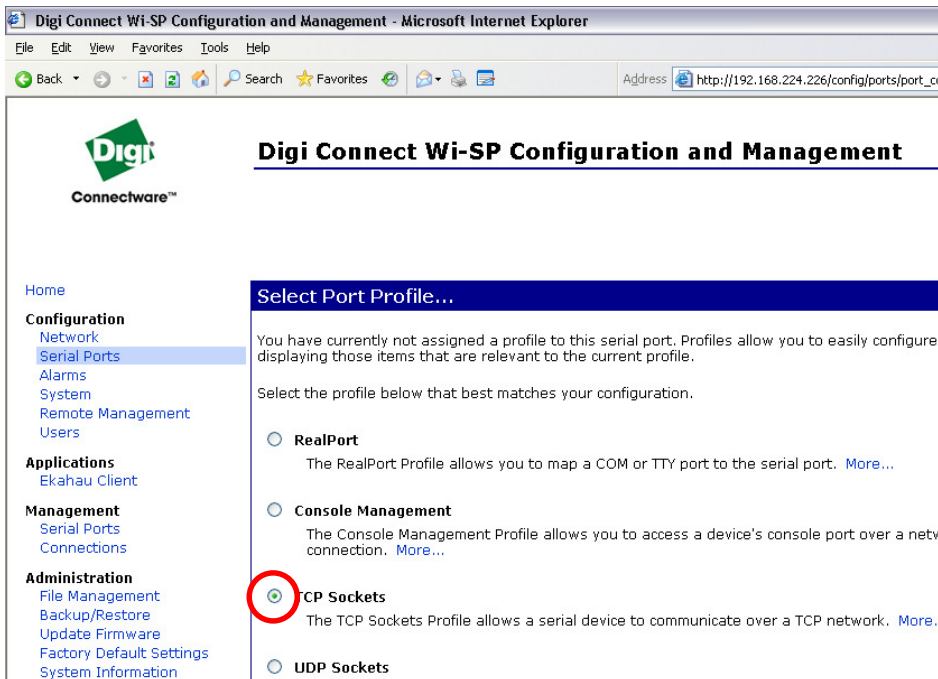 Digi Connect Wi-SP Configuration and Management - Microsoft Internet Explorer
File Edit View Favorites Tools Help
Back Search Favorites Address http://192.168.224.226/config/ports/port_c
Digi
Connectware™
Digi Connect Wi-SP Configuration and Management
Home
Configuration
Network
Serial Ports
Alarms
System
Remote Management
Users
Applications
Ekahau Client
Management
Serial Ports
Connections
Administration
File Management
Backup/Restore
Update Firmware
Factory Default Settings
System Information
Select Port Profile...
You have currently not assigned a profile to this serial port. Profiles allow you to easily configure
displaying those items that are relevant to the current profile.
Select the profile below that best matches your configuration.
RealPort
The RealPort Profile allows you to map a COM or TTY port to the serial port. More...
Console Management
The Console Management Profile allows you to access a device's console port over a netw
connection. More...
TCP Sockets
The TCP Sockets Profile allows a serial device to communicate over a TCP network. More.
UDP Sockets